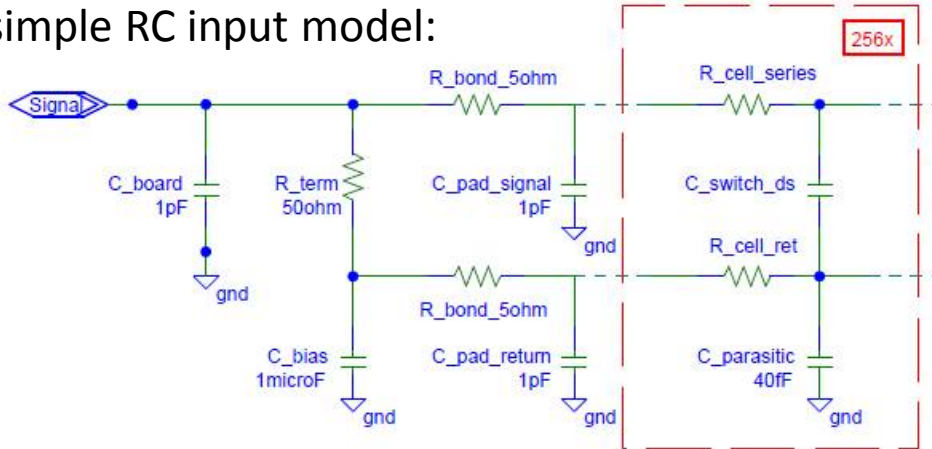 simple RC input model:
256x
R_bond_5ohm
R_cell_series
Signal
C_board
1pF
R_term
50ohm
C_pad_signal
1pF
C_switch_ds
gnd
R_cell_ret
gnd
R_bond_5ohm
C_bias
1microF
C_pad_return
1pF
C_parasitic
40fF
gnd
gnd
gnd